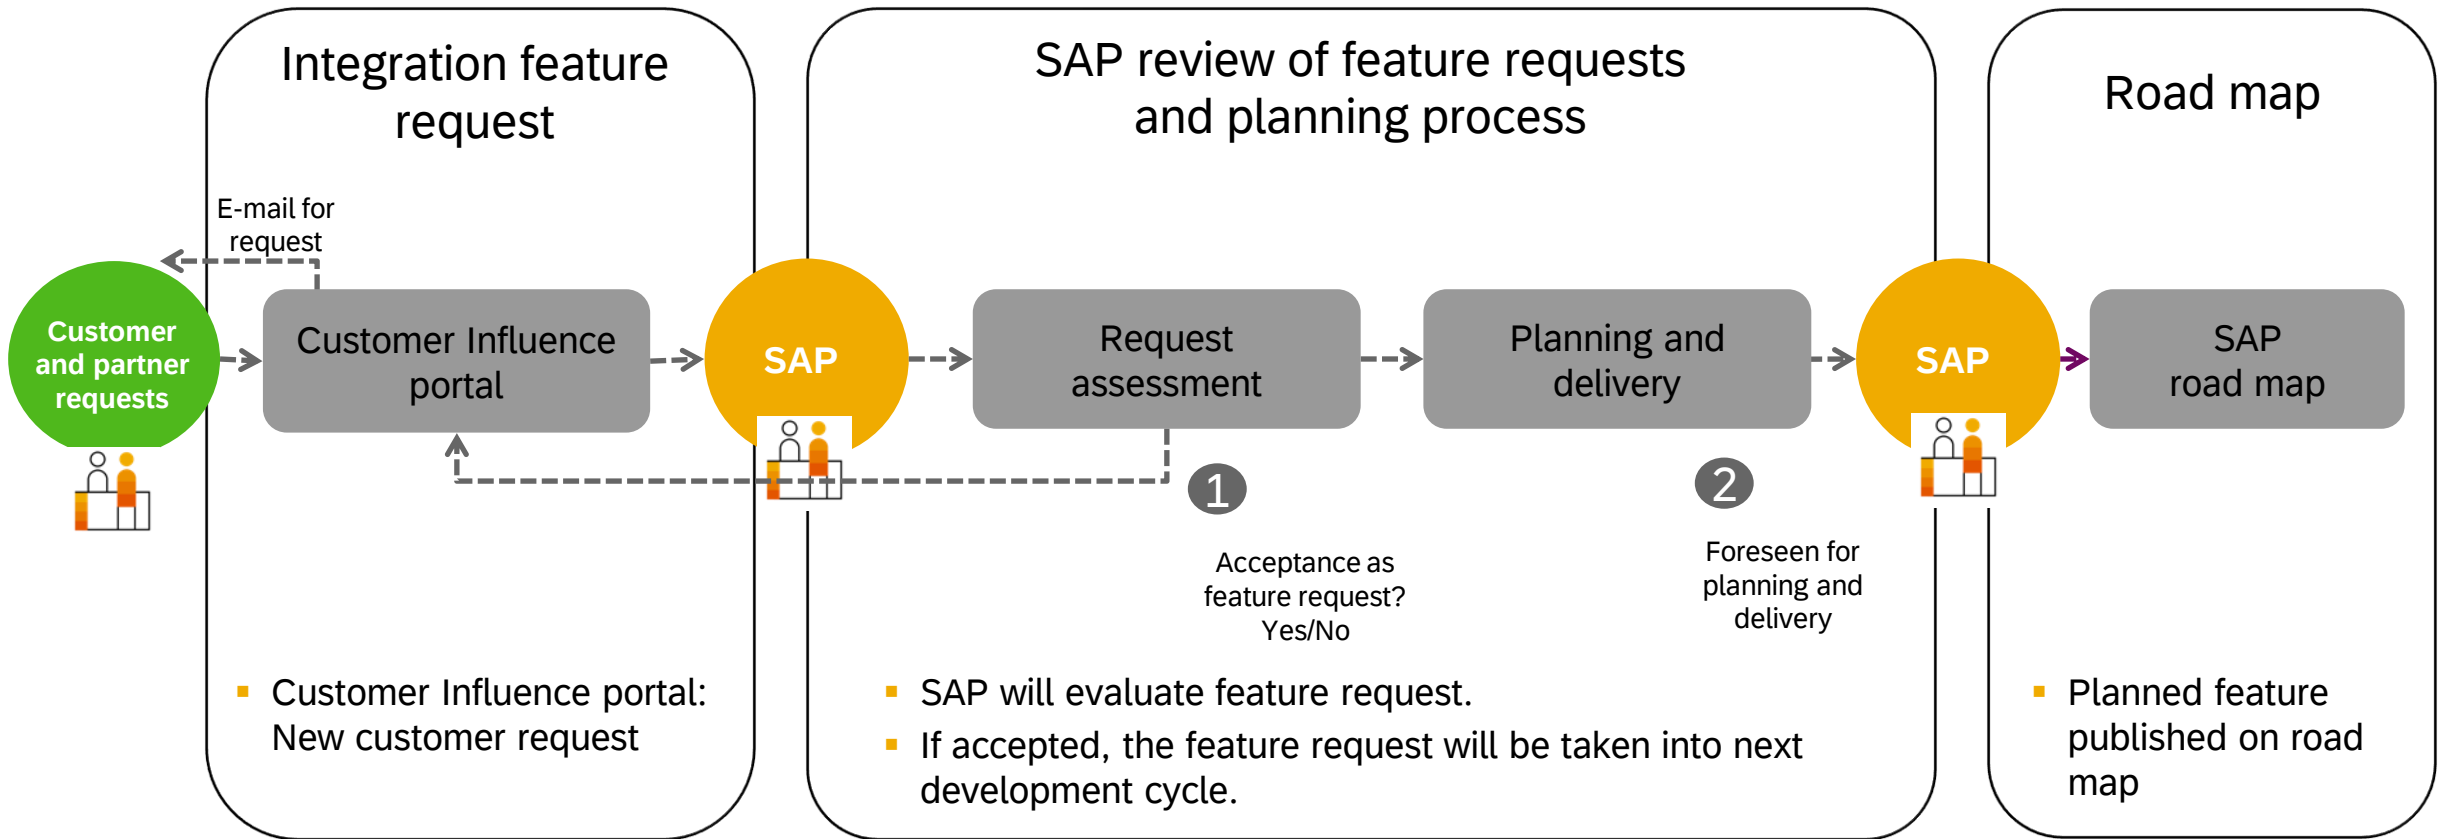 Integration feature
request
E-mail for
request
Customer
and partner
requests
Customer Influence
portal
▪ Customer Influence portal:
New customer request
SAP
SAP review of feature requests
and planning process
Request
assessment
Planning and
delivery
1
Acceptance as
feature request?
Yes/No
2
Foreseen for
planning and
delivery
▪ SAP will evaluate feature request.
▪ If accepted, the feature request will be taken into next
development cycle.
SAP
Road map
SAP
road map
▪ Planned feature
published on road
map